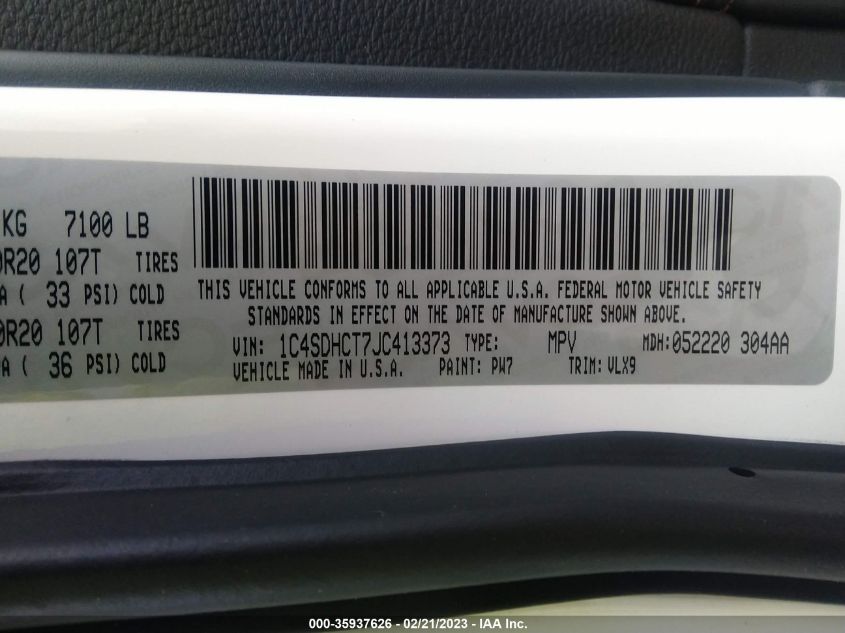 KG 7100 LB
0R20 107T TIRES
A ( 33 PSI) COLD
0R20 107T TIRES
A ( 36 PSI) COLD
THIS VEHICLE CONFORMS TO ALL APPLICABLE U.S.A. FEDERAL MOTOR VEHICLE SAFETY
STANDARDS IN EFFECT ON THE DATE OF MANUFACTURE SHOWN ABOVE.
VIN: 1C4SDHCT7JC413373 TYPE: MPV MDH: 052220 304AA
VEHICLE MADE IN U.S.A. PAINT: PW7 TRIM: VLX9
000-35937626 - 02/21/2023 - IAA Inc.